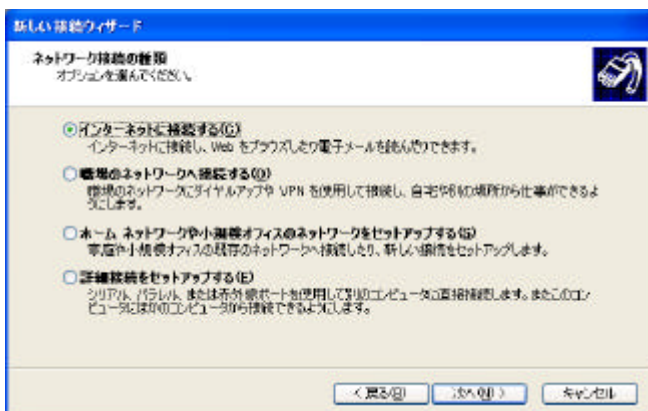 新しい接続ウィザード
ネットワーク接続の種類
オプションを選んでください。
インターネットに接続する(C)
インターネットに接続し、Web をブラウズしたり電子メールを読んだりできます。
職場のネットワークへ接続する(O)
職場のネットワークにダイヤルアップや VPN を使用して接続し、自宅や別の場所から仕事ができるよ
うにします。
ホーム ネットワークや小規模オフィスのネットワークをセットアップする(S)
家庭や小規模オフィスの既存のネットワークへ接続したり、新しい接続をセットアップします。
詳細接続をセットアップする(E)
シリアル、パラレル、または赤外線ポートを使用して別のコンピュータに直接接続します。またこのコン
ピュータにほかのコンピュータから接続できるようにします。
< 戻る(B)
次へ(N) >
キャンセル